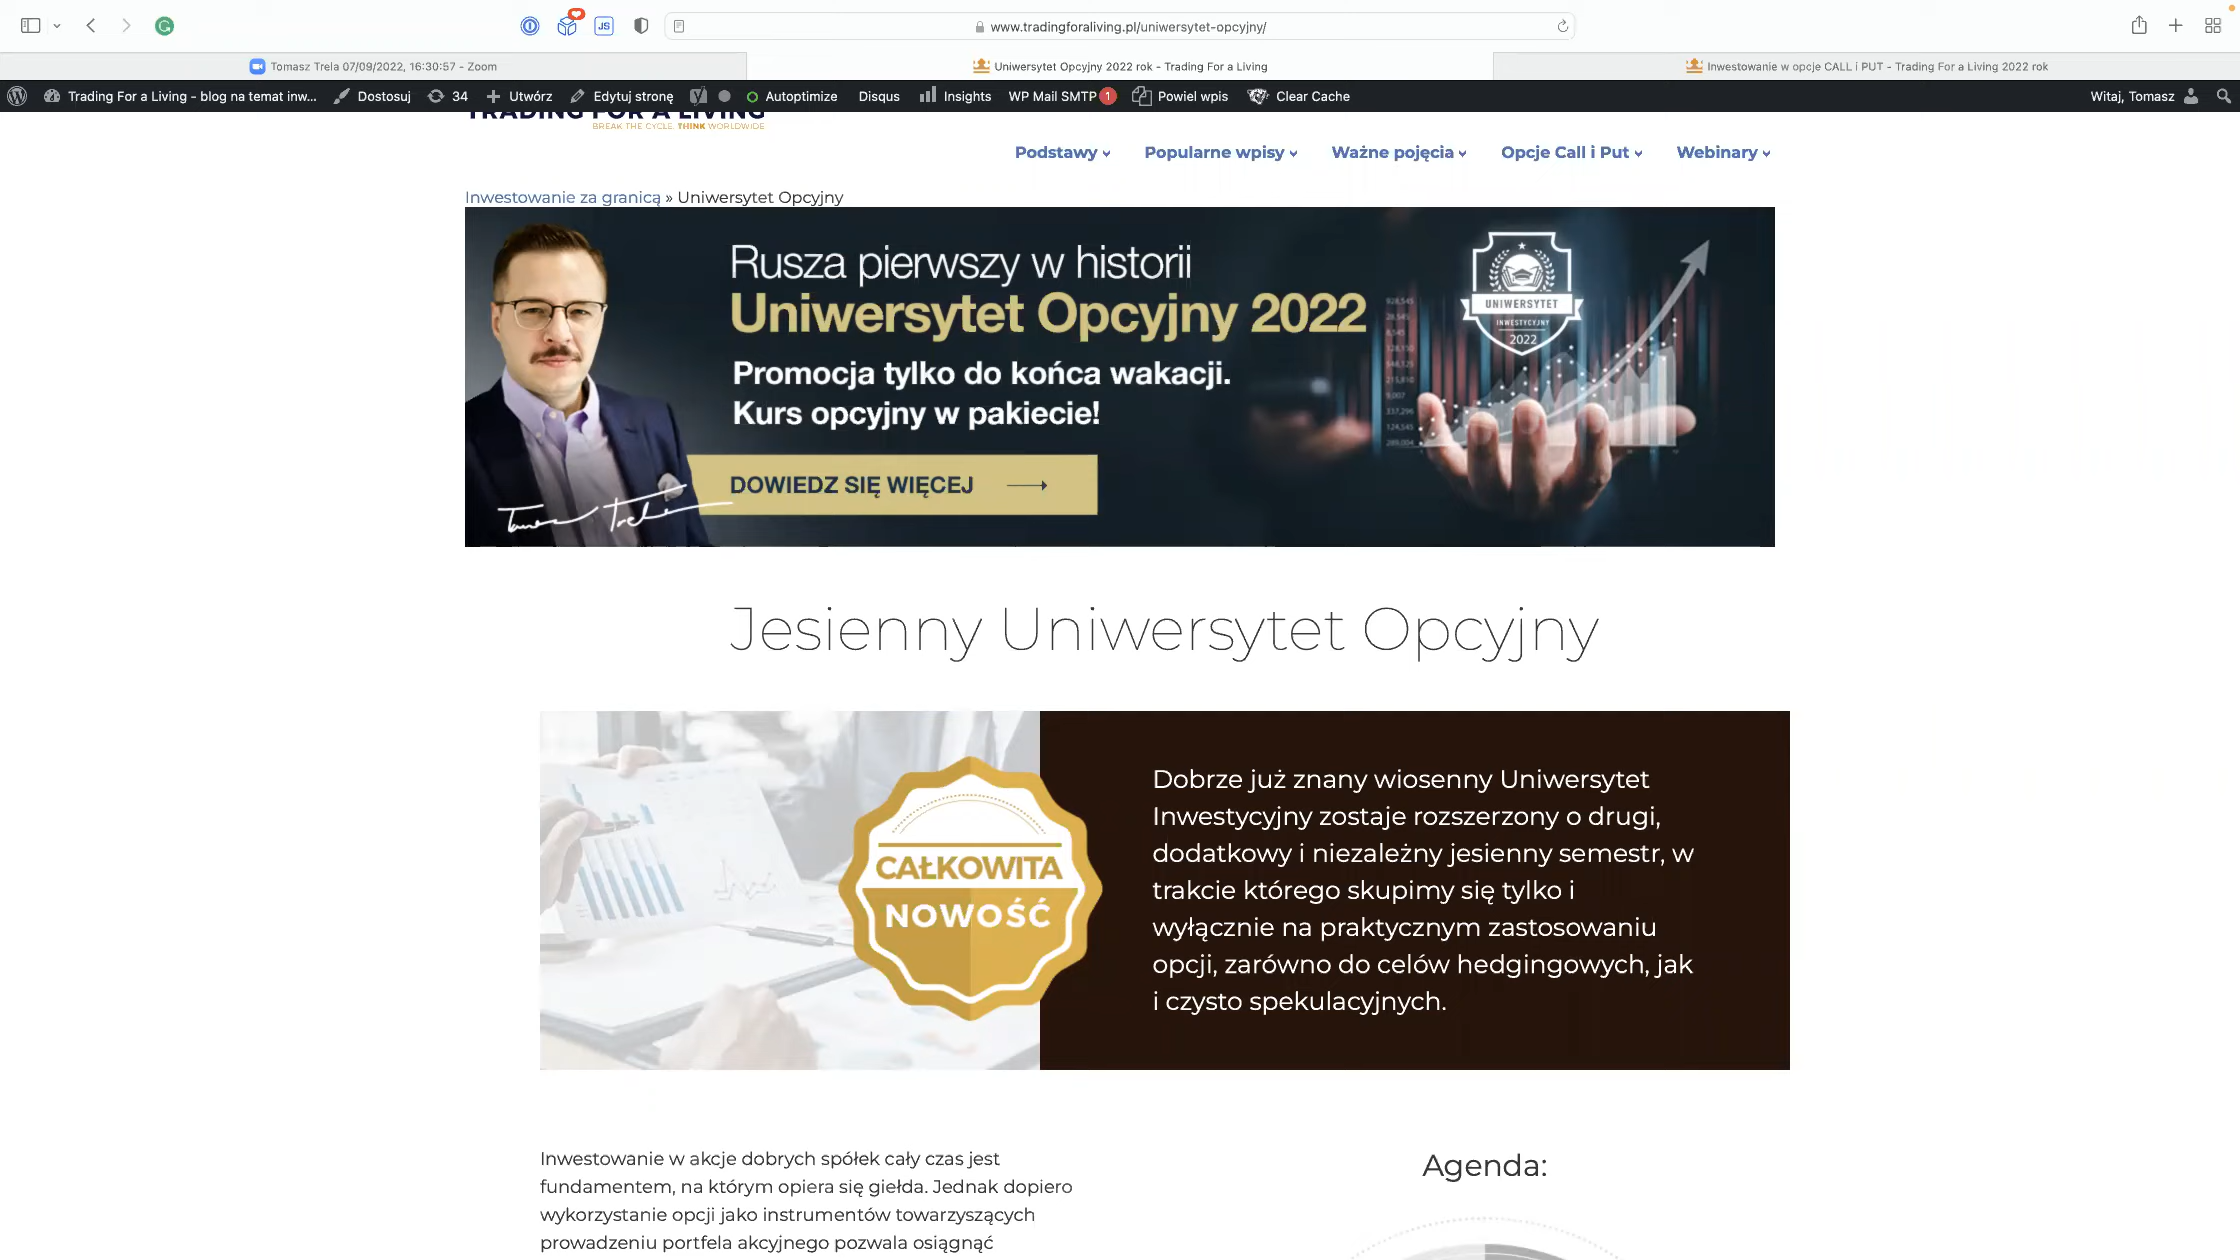 www.tradingforaliving.pl/uniwersytet-opcyjny/
Tomasz Trela 07/09/2022, 16:30:57 - Zoom
Uniwersytet Opcyjny 2022 rok - Trading For a Living
Inwestowanie w opcje CALL i PUT - Trading For a Living 2022 rok
Trading For a Living - blog na temat inw...
Dostosuj
34
Utwórz
Edytuj stronę
Autoptimize
Disqus
Insights
WP Mail SMTP 1
Powiel wpis
Clear Cache
Witaj, Tomasz
TRADING FOR A LIVING
BREAK THE CYCLE. THINK WORLDWIDE
Podstawy
Popularne wpisy
Ważne pojęcia
Opcje Call i Put
Webinary
Inwestowanie za granicą » Uniwersytet Opcyjny
Rusza pierwszy w historii
Uniwersytet Opcyjny 2022
Promocja tylko do końca wakacji.
Kurs opcyjny w pakiecie!
DOWIEDZ SIĘ WIĘCEJ
Tomasz Trela
UNIWERSYTET
INWESTYCYJNY
2022
Jesienny Uniwersytet Opcyjny
CAŁKOWITA
NOWOŚĆ
Dobrze już znany wiosenny Uniwersytet
Inwestycyjny zostaje rozszerzony o drugi,
dodatkowy i niezależny jesienny semestr, w
trakcie którego skupimy się tylko i
wyłącznie na praktycznym zastosowaniu
opcji, zarówno do celów hedgingowych, jak
i czysto spekulacyjnych.
Inwestowanie w akcje dobrych spółek cały czas jest
fundamentem, na którym opiera się giełda. Jednak dopiero
wykorzystanie opcji jako instrumentów towarzyszących
prowadzeniu portfela akcyjnego pozwala osiągnąć
Agenda: